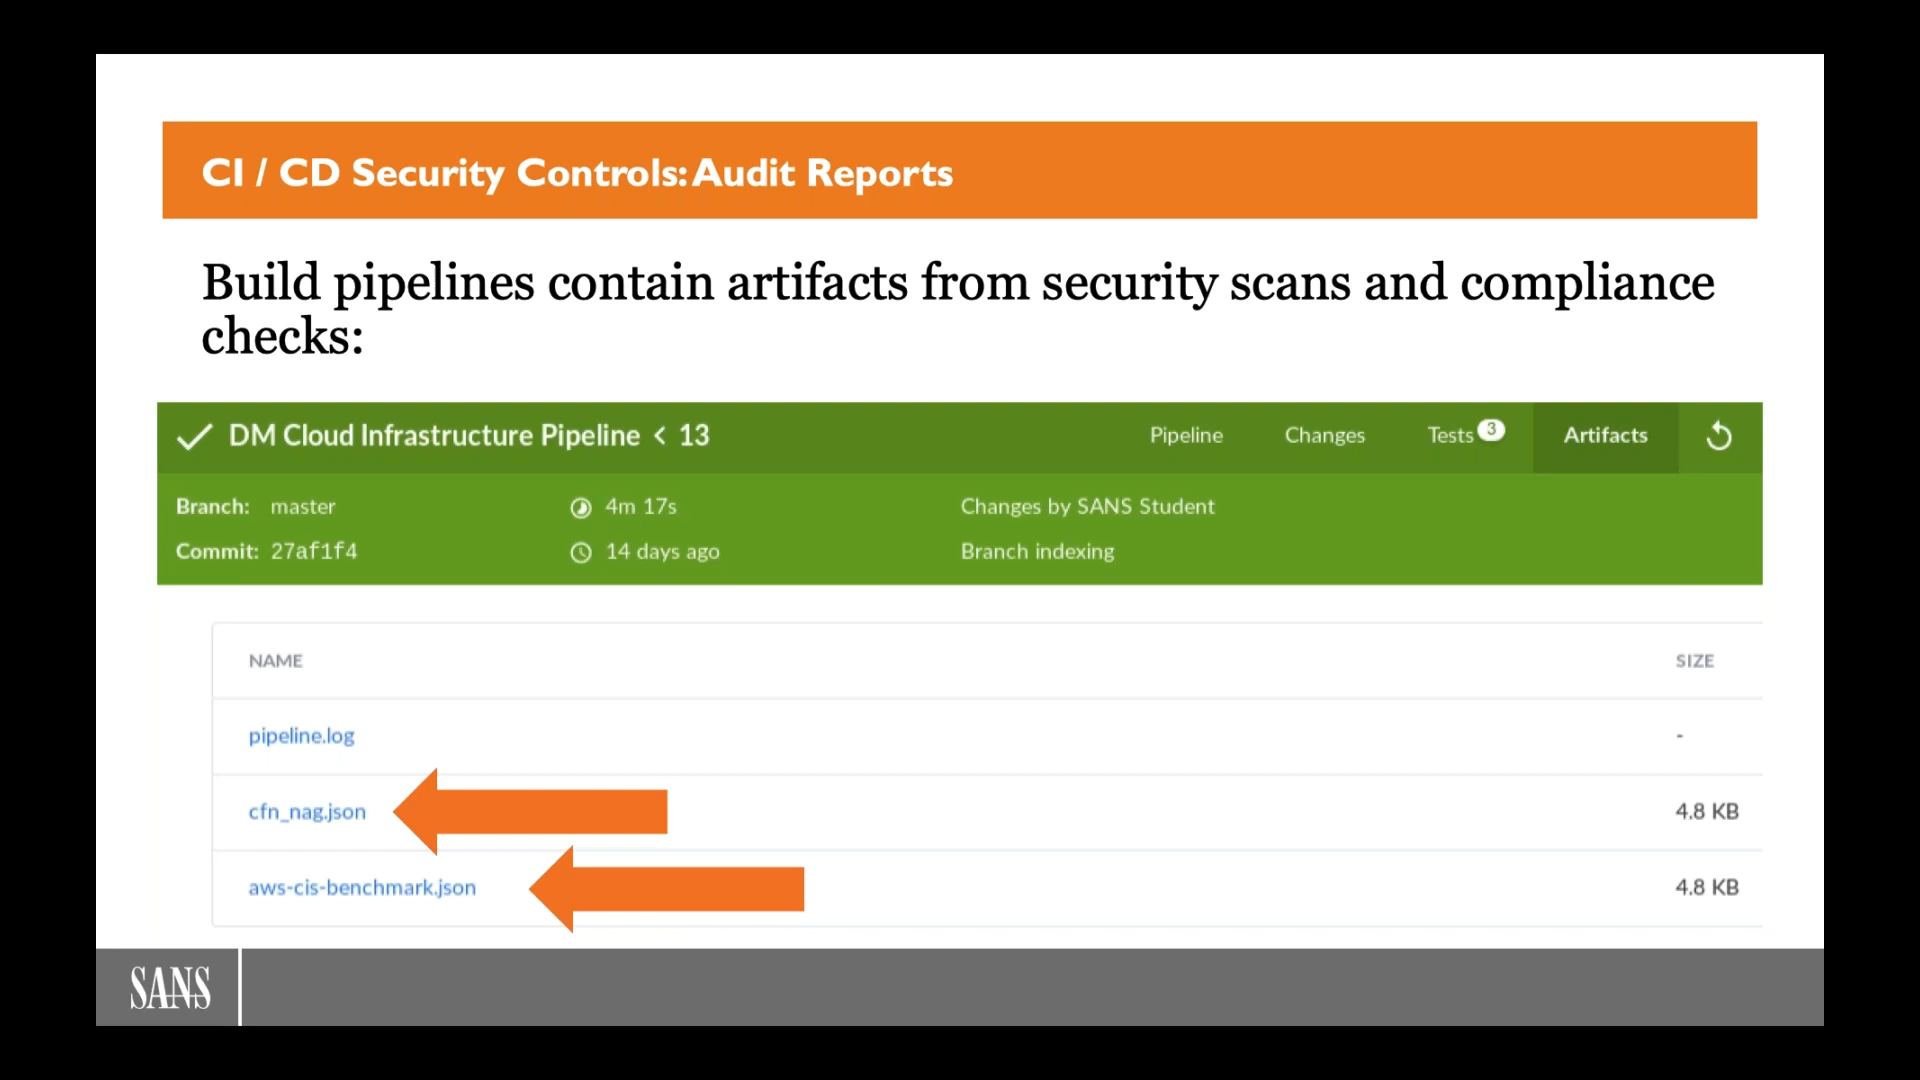 CI / CD Security Controls: Audit Reports
Build pipelines contain artifacts from security scans and compliance
checks:
DM Cloud Infrastructure Pipeline < 13
Pipeline
Changes
Tests 3
Artifacts
Branch: master
4m 17s
Changes by SANS Student
Commit: 27af1f4
14 days ago
Branch indexing
NAME
SIZE
pipeline.log
-
cfn_nag.json
4.8 KB
aws-cis-benchmark.json
4.8 KB
SANS